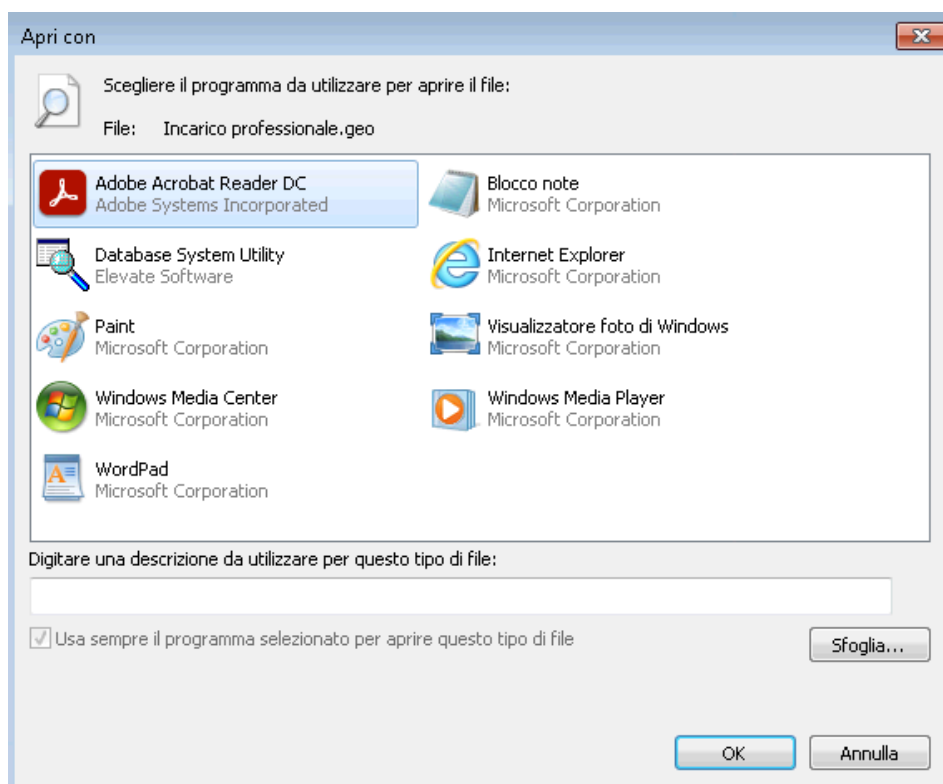 Apri con
Scegliere il programma da utilizzare per aprire il file:
File: Incarico professionale.geo
Adobe Acrobat Reader DC
Adobe Systems Incorporated
Blocco note
Microsoft Corporation
Database System Utility
Elevate Software
Internet Explorer
Microsoft Corporation
Paint
Microsoft Corporation
Visualizzatore foto di Windows
Microsoft Corporation
Windows Media Center
Microsoft Corporation
Windows Media Player
Microsoft Corporation
WordPad
Microsoft Corporation
Digitare una descrizione da utilizzare per questo tipo di file:
Usa sempre il programma selezionato per aprire questo tipo di file
Sfoglia...
OK
Annulla